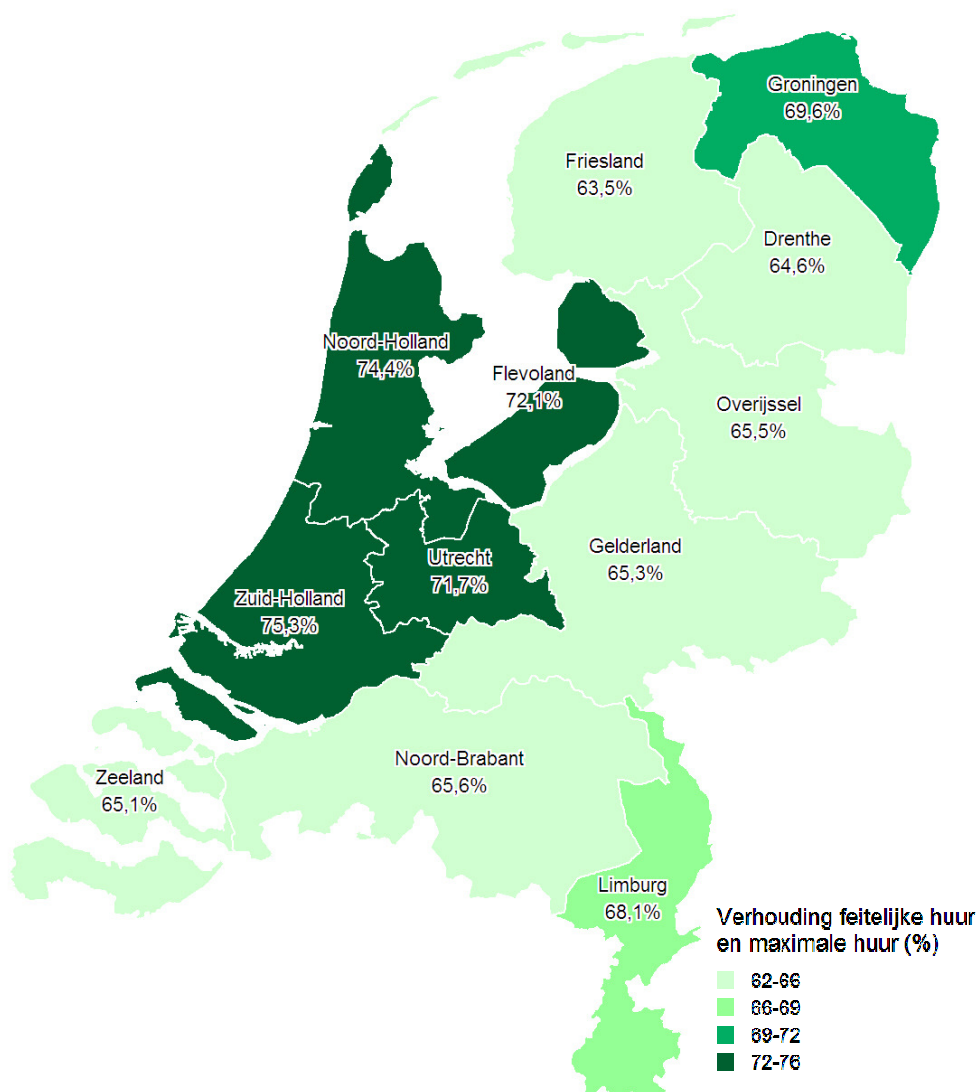 Groningen
69,6%
Friesland
63,5%
Drenthe
64,6%
Noord-Holland
74,4%
Flevoland
72,1%
Overijssel
65,5%
Gelderland
65,3%
Utrecht
71,7%
Zuid-Holland
75,3%
Noord-Brabant
65,6%
Zeeland
65,1%
Limburg
68,1%
Verhouding feitelijke huur
en maximale huur (%)
62-66
66-69
69-72
72-76